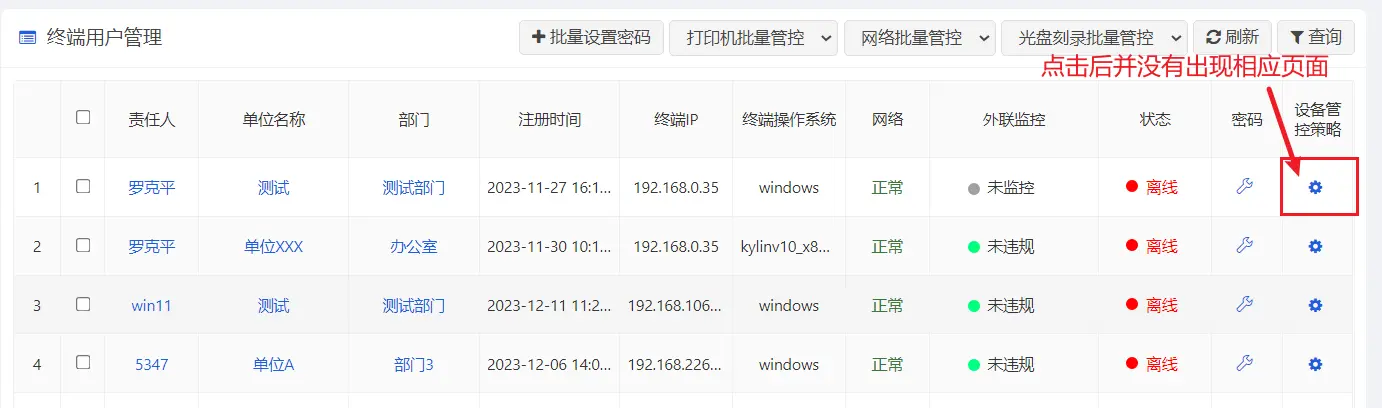 终端用户管理
批量设置密码 打印机批量管控 网络批量管控 光盘刻录批量管控 刷新 查询
点击后并没有出现相应页面
责任人 单位名称 部门 注册时间 终端IP 终端操作系统 网络 外联监控 状态 密码 设备管
控策略
1 罗克平 测试 测试部门 2023-11-27 16:1... 192.168.0.35 windows 正常 未监控 离线
2 罗克平 单位XXX 办公室 2023-11-30 10:1... 192.168.0.35 kylinv10_x8... 正常 未违规 离线
3 win11 测试 测试部门 2023-12-11 11:2... 192.168.106... windows 正常 未违规 离线
4 5347 单位A 部门3 2023-12-06 14:0... 192.168.226... windows 正常 未违规 离线